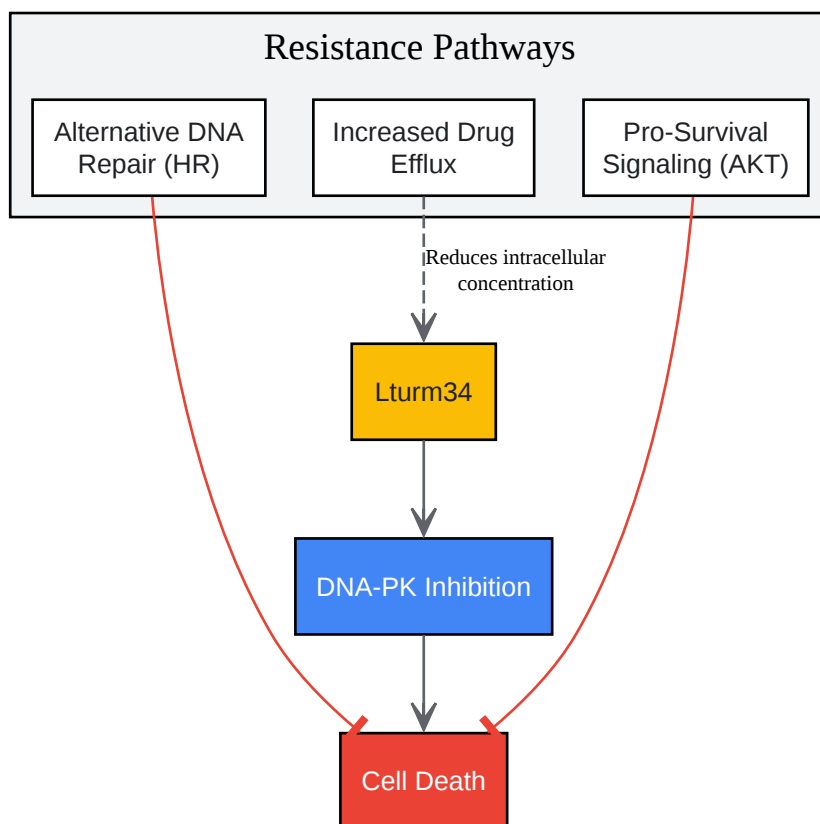 Resistance Pathways
Alternative DNA
Repair (HR)
Increased Drug
Efflux
Pro-Survival
Signaling (AKT)
Reduces intracellular
concentration
Lturm34
DNA-PK Inhibition
Cell Death